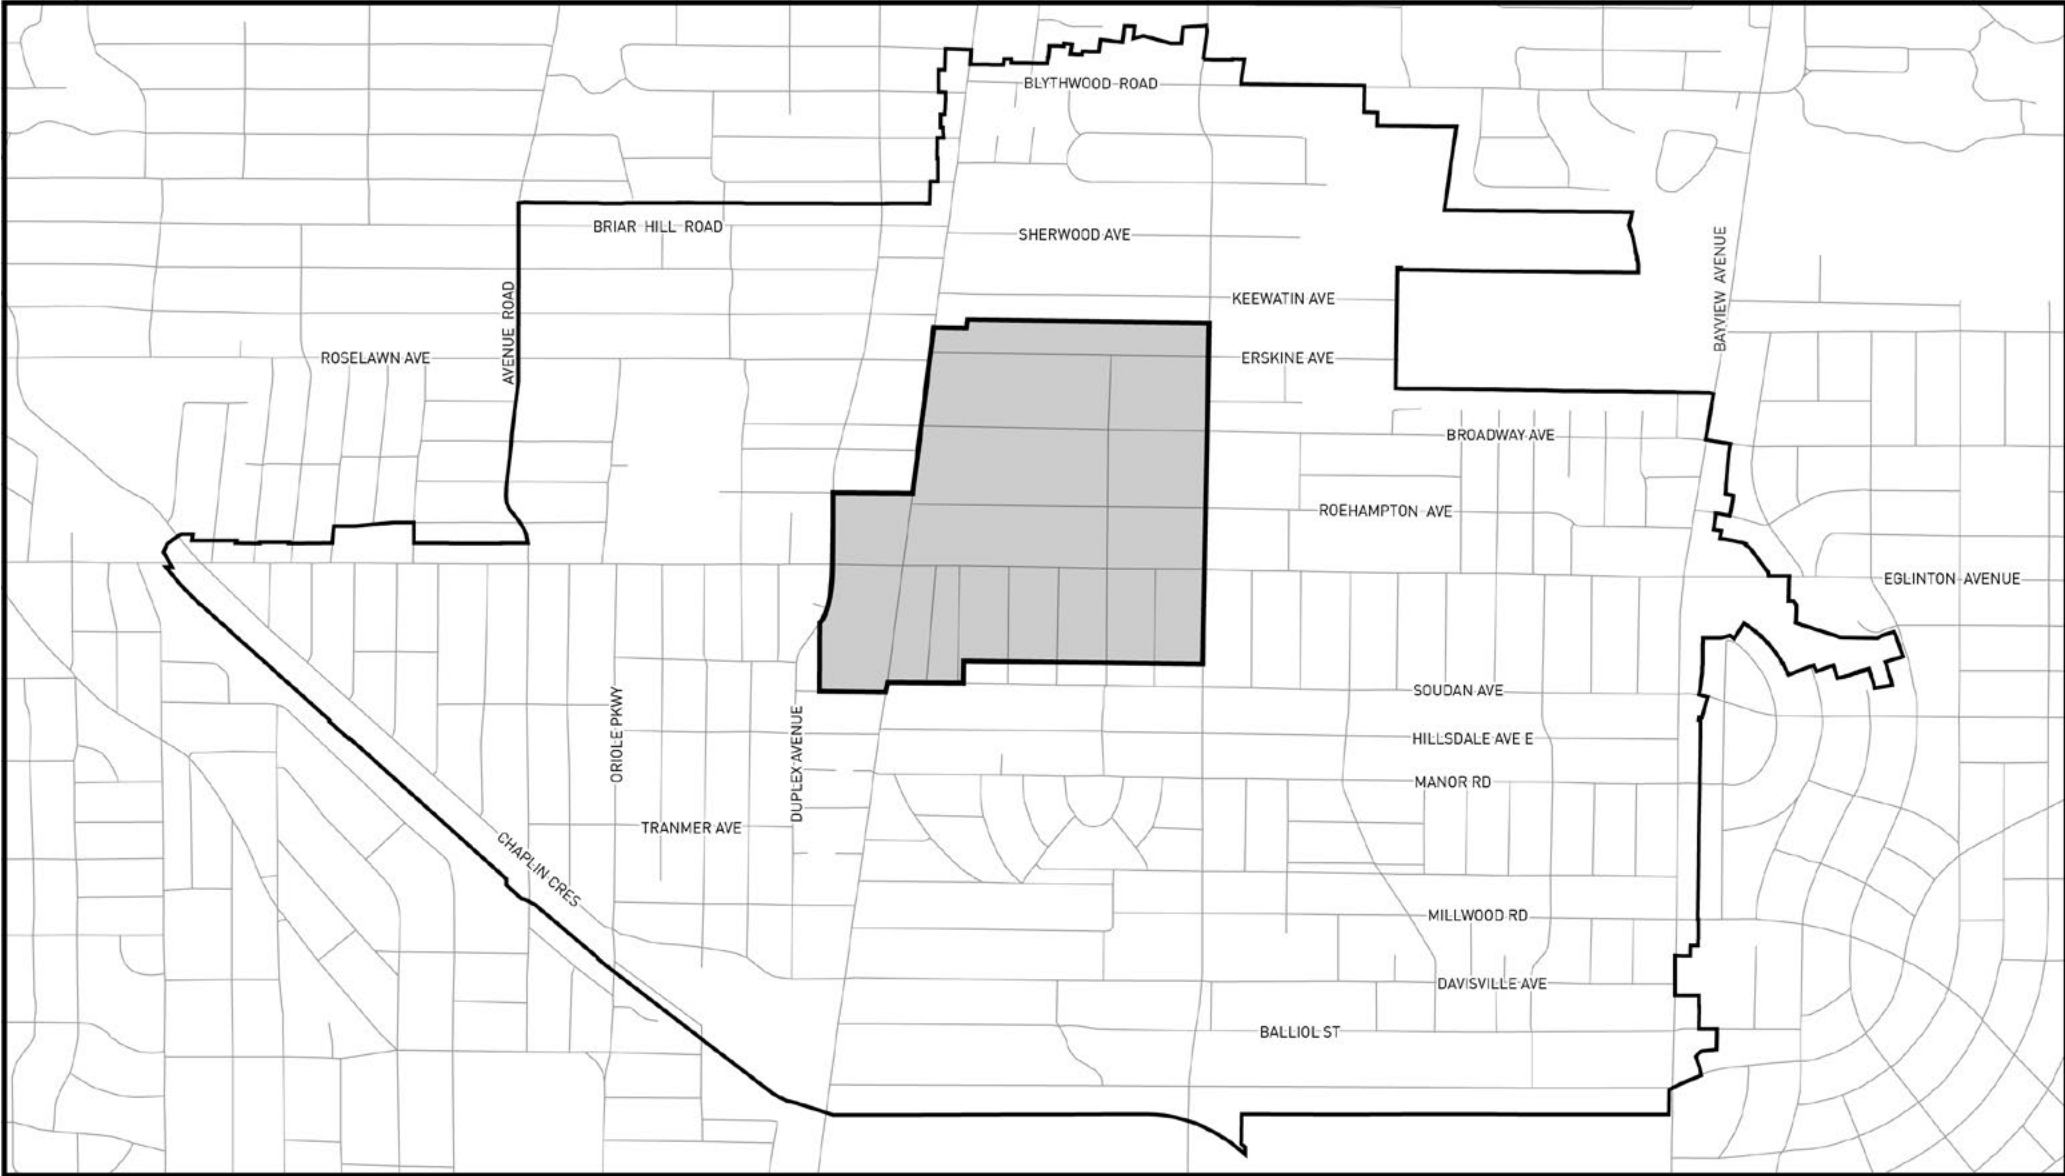 BLYTHWOOD ROAD
BRIAR HILL ROAD
SHERWOOD AVE
BAYVIEW AVENUE
AVENUE ROAD
KEEWATIN AVE
ROSELAWN AVE
ERSKINE AVE
BROADWAY AVE
ROEHAMPTON AVE
EGLINTON AVENUE
SOUDAN AVE
ORIOLE PKWY
DUPLEX AVENUE
HILLSDALE AVE E
MANOR RD
TRANMER AVE
CHAPLIN CRES
MILLWOOD RD
DAVISVILLE AVE
BALLIOL ST